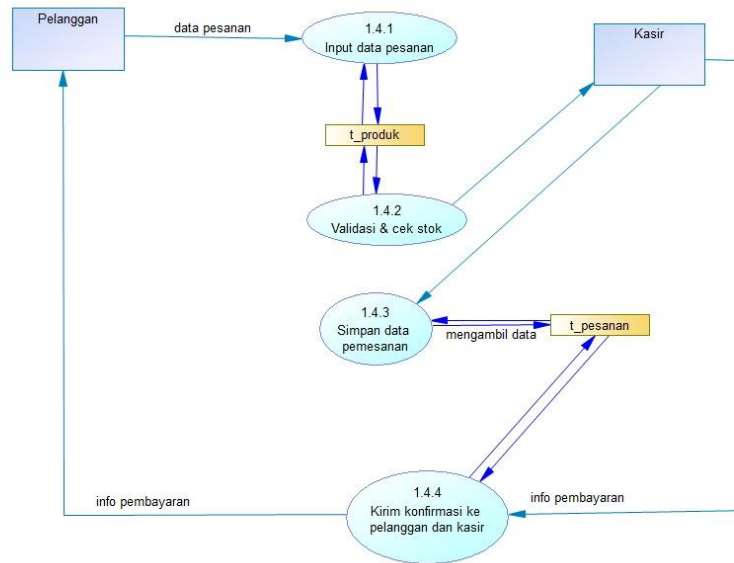 Pelanggan
data pesanan
1.4.1
Input data pesanan
Kasir
t_produk
1.4.2
Validasi & cek stok
1.4.3
Simpan data
pemesanan
mengambil data
t_pesanan
info pembayaran
1.4.4
Kirim konfirmasi ke
pelanggan dan kasir
info pembayaran